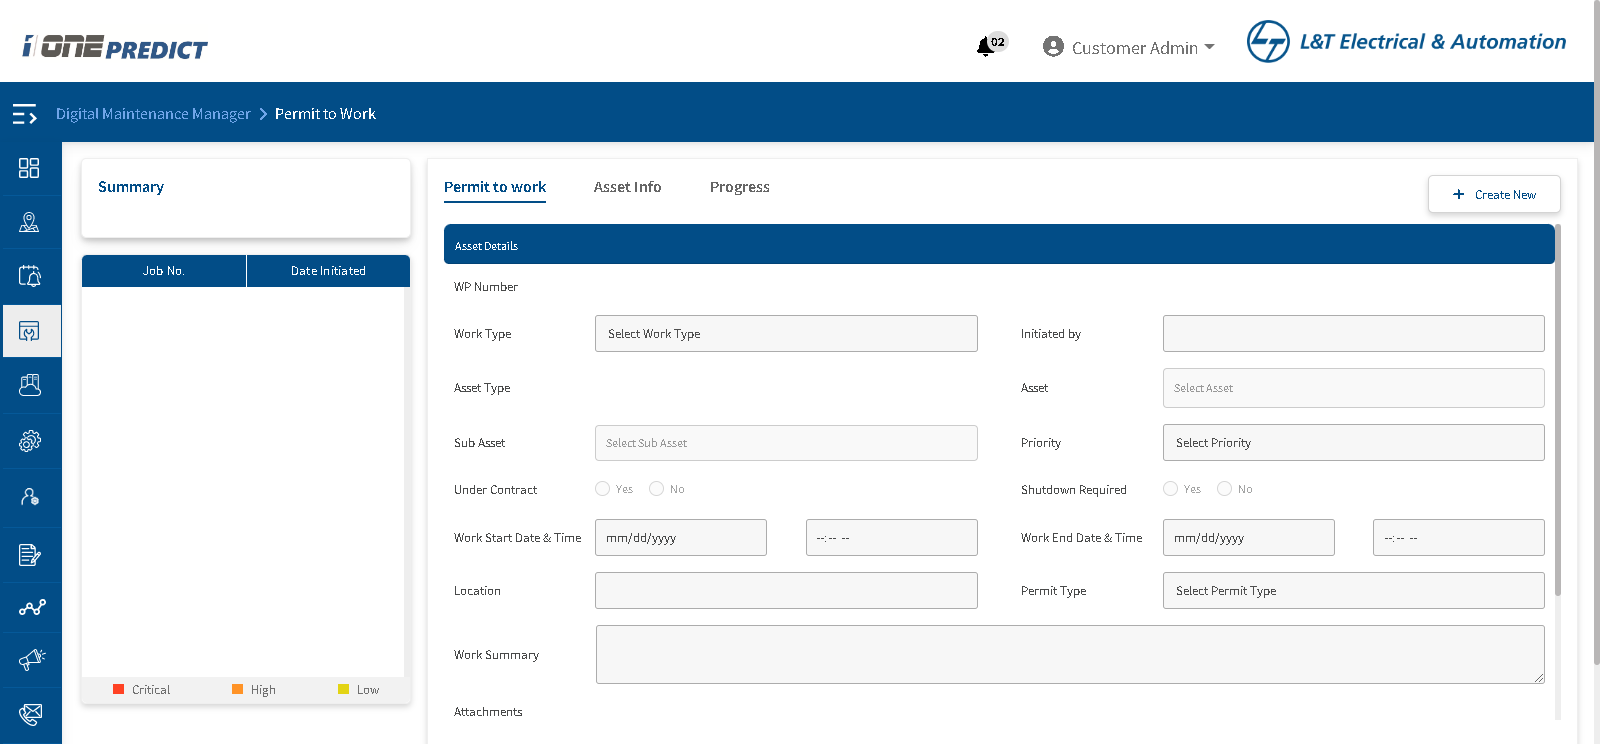 i ONE PREDICT
02
Customer Admin
L&T Electrical & Automation
Digital Maintenance Manager > Permit to Work
Summary
Job No. Date Initiated
Critical High Low
Permit to work Asset Info Progress
+ Create New
Asset Details
WP Number
Work Type Select Work Type Initiated by
Asset Type Asset Select Asset
Sub Asset Select Sub Asset Priority Select Priority
Under Contract Yes No Shutdown Required Yes No
Work Start Date & Time mm/dd/yyyy --:-- -- Work End Date & Time mm/dd/yyyy --:-- --
Location Permit Type Select Permit Type
Work Summary
Attachments